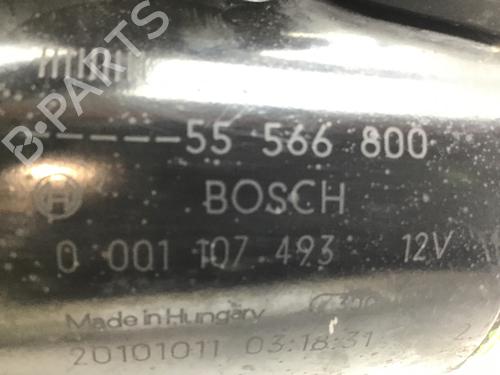 -----55 566 800
BOSCH
0 001 107 493 12V
Made in Hungary
20101011 03:18:31
B-PARTS